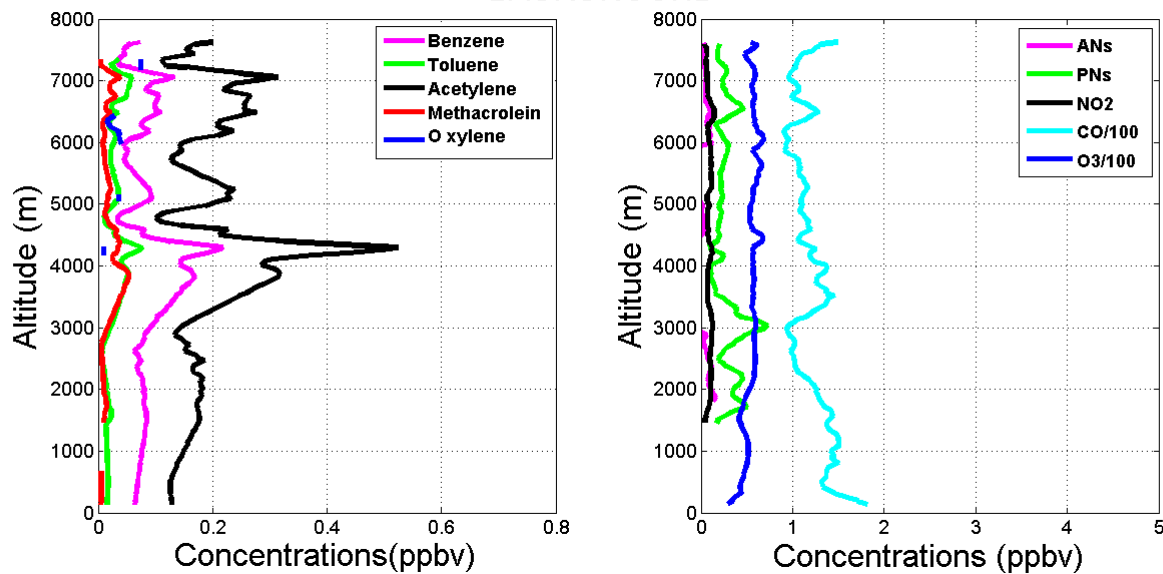 8000
7000
6000
5000
4000
3000
2000
1000
0
Altitude (m)
0
0.2
0.4
0.6
0.8
Concentrations(ppbv)
Benzene
Toluene
Acetylene
Methacrolein
O xylene
8000
7000
6000
5000
4000
3000
2000
1000
0
Altitude (m)
0
1
2
3
4
5
Concentrations (ppbv)
ANs
PNs
NO2
CO/100
O3/100